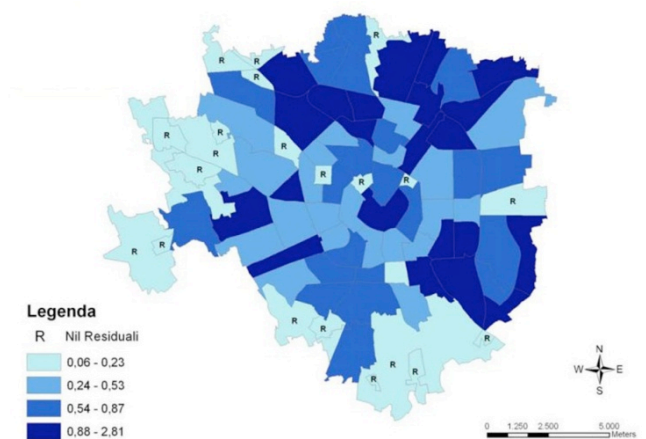 R
R R
R
R R
R
R
R
R
R R
R
R
R
R
R
R
R
R
R
R
Legenda
R Nil Residuali
0,06 - 0,23
0,24 - 0,53
0,54 - 0,87
0,88 - 2,81
N
W E
S
0 1.250 2.500 5.000
Meters